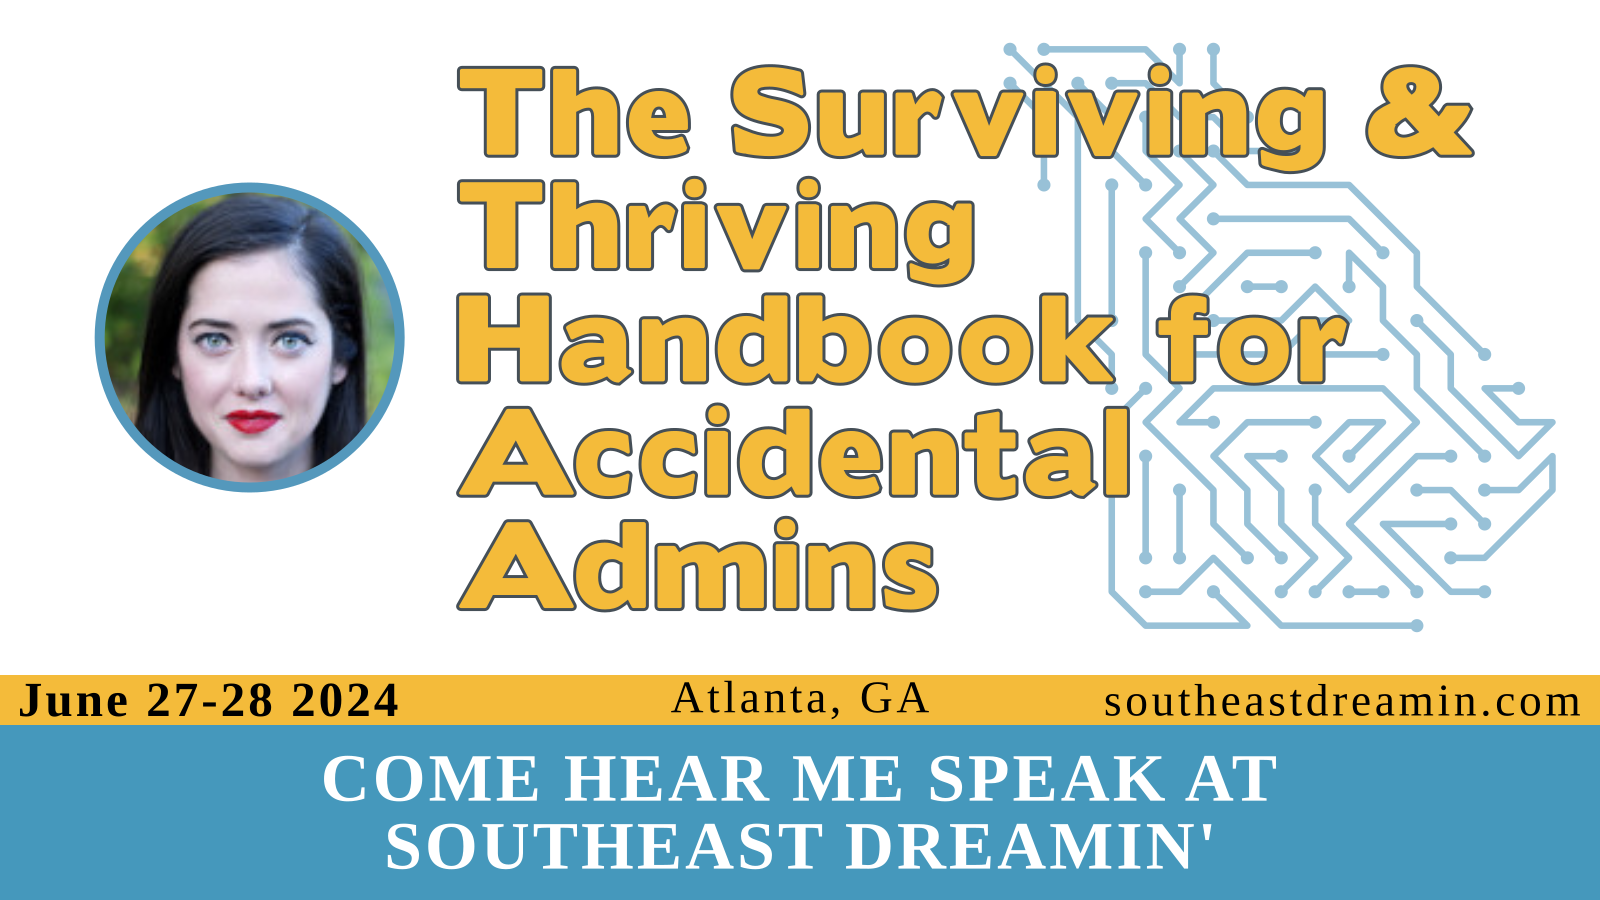 The Surviving &
Thriving
Handbook for
Accidental
Admins
June 27-28 2024
Atlanta, GA
southeastdreamin.com
COME HEAR ME SPEAK AT
SOUTHEAST DREAMIN'